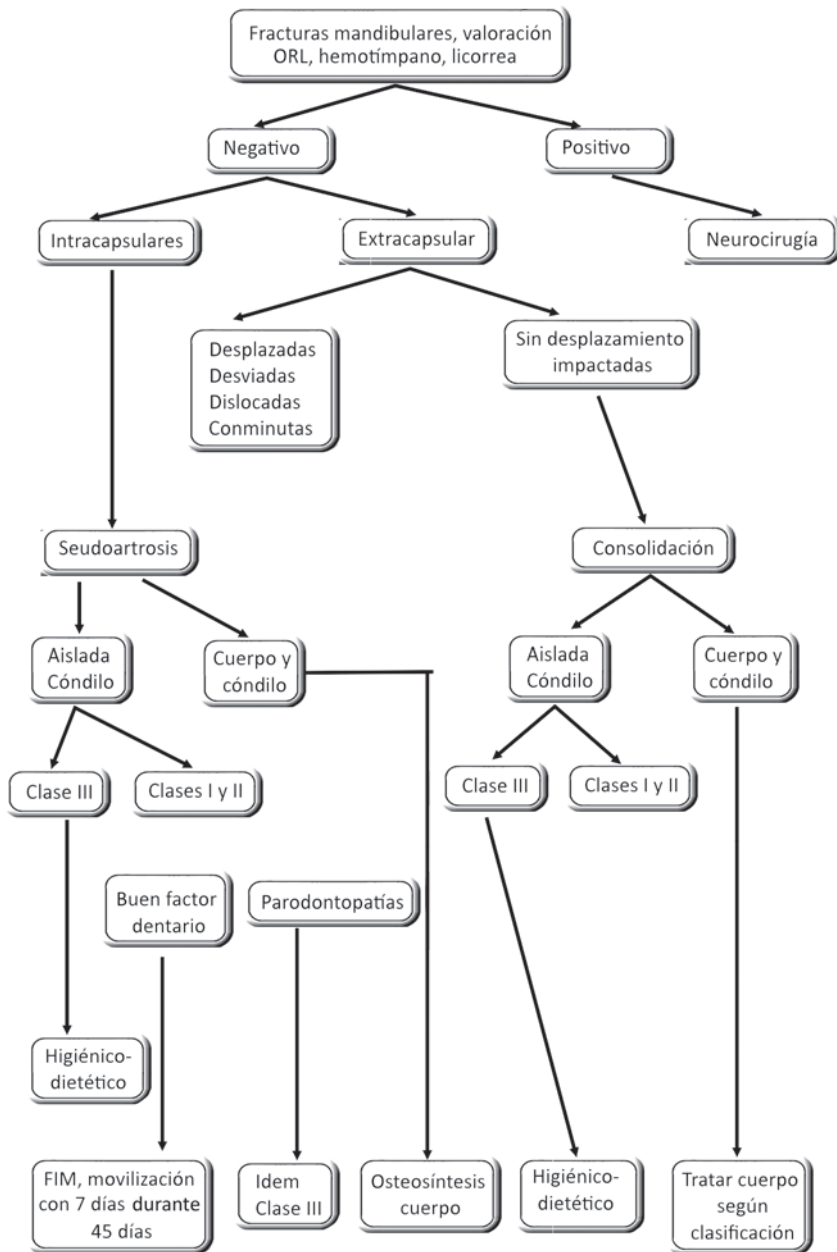 Fracturas mandibulares, valoración
ORL, hemotímpano, licorrea
Negativo
Positivo
Intracapsulares
Extracapsular
Neurocirugía
Desplazadas
Desviadas
Dislocadas
Conminutas
Sin desplazamiento
impactadas
Seudoartrosis
Consolidación
Aislada
Cóndilo
Cuerpo y
cóndilo
Aislada
Cóndilo
Cuerpo y
cóndilo
Clase III
Clases I y II
Clase III
Clases I y II
Buen factor
dentario
Parodontopatías
Higiénico-
dietético
FIM, movilización
con 7 días durante
45 días
Idem
Clase III
Osteosíntesis
cuerpo
Higiénico-
dietético
Tratar cuerpo
según
clasificación